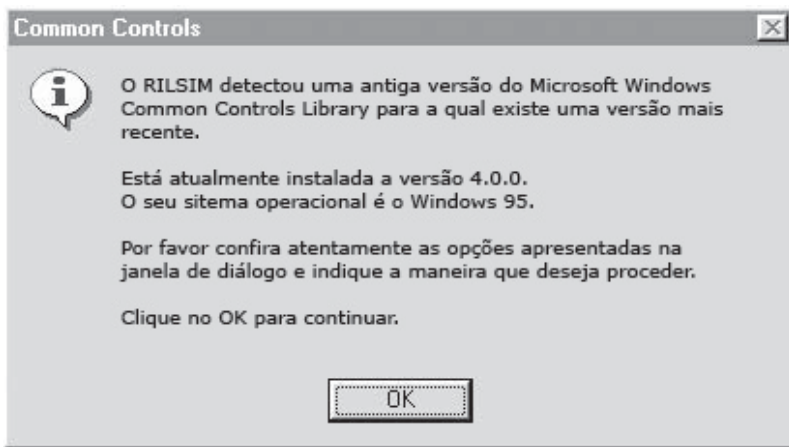 Common Controls
O RILSIM detectou uma antiga versão do Microsoft Windows
Common Controls Library para a qual existe uma versão mais
recente.
Está atualmente instalada a versão 4.0.0.
O seu sitema operacional é o Windows 95.
Por favor confira atentamente as opções apresentadas na
janela de diálogo e indique a maneira que deseja proceder.
Clique no OK para continuar.
OK